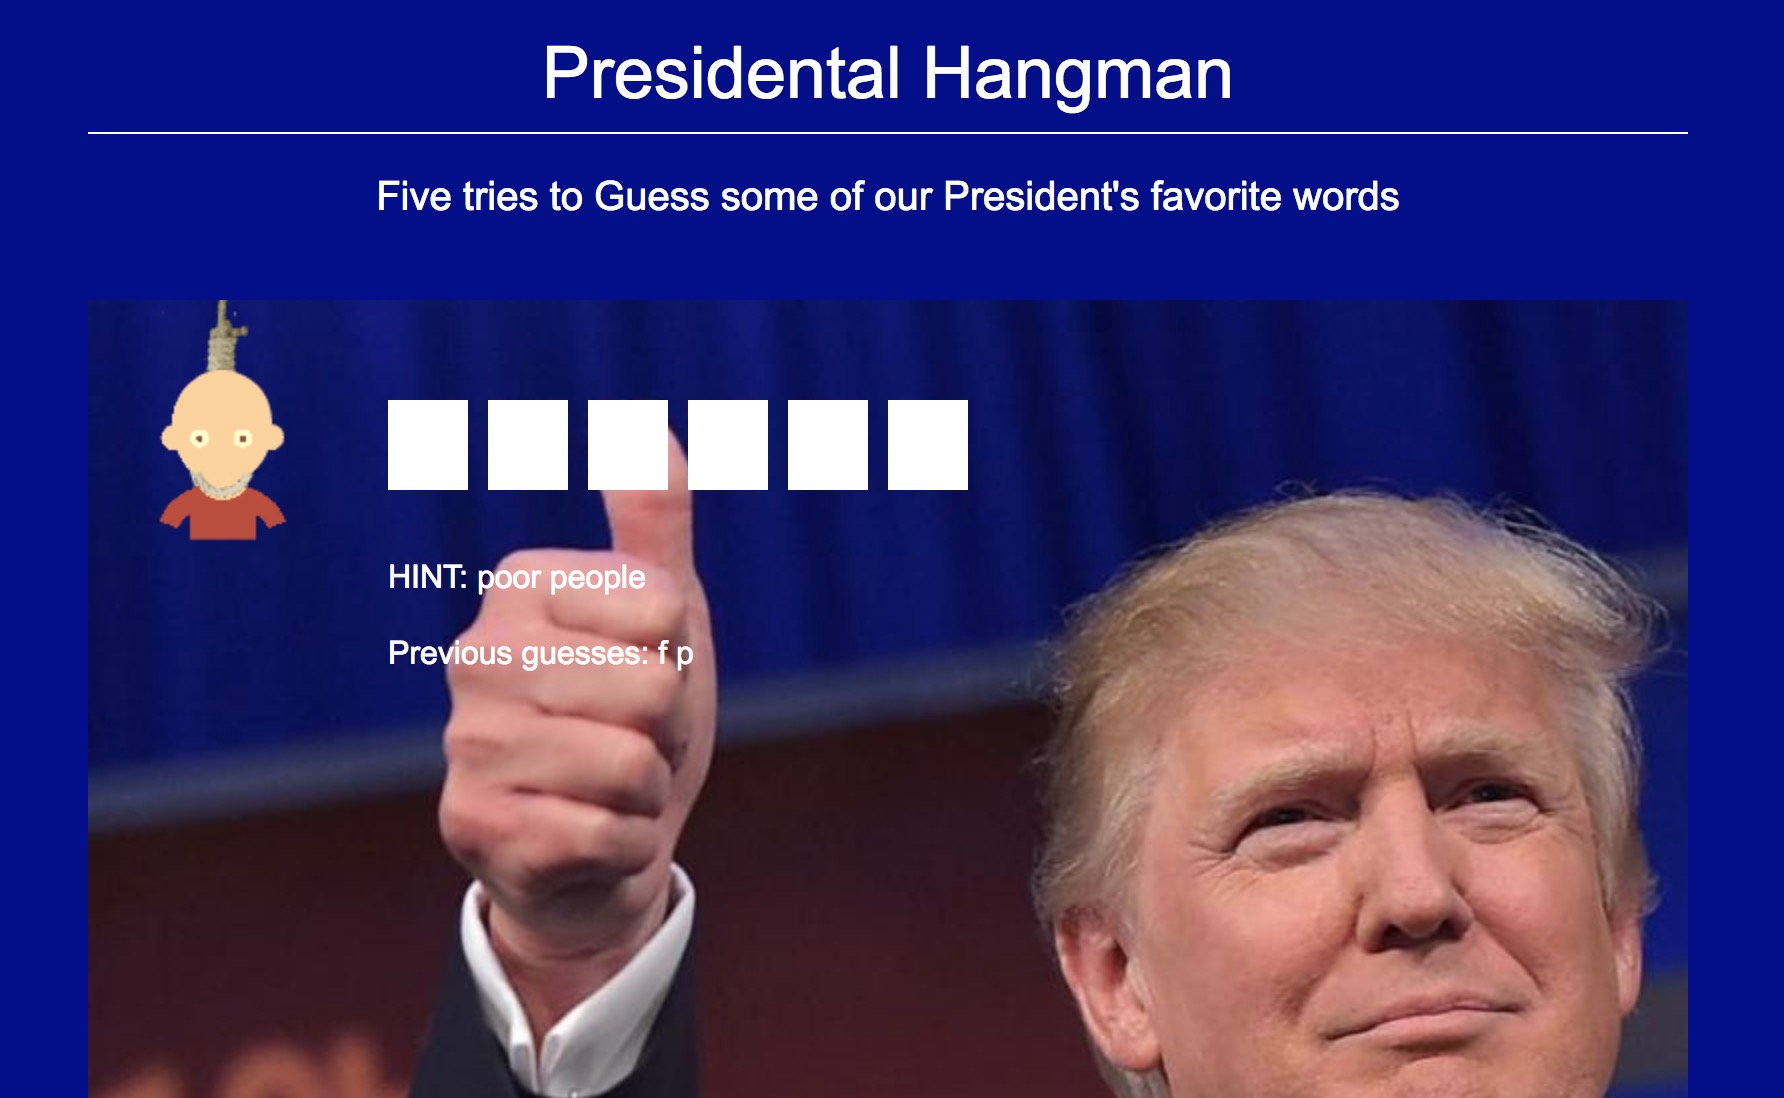 Presidental Hangman
Five tries to Guess some of our President's favorite words
HINT: poor people
Previous guesses: f p